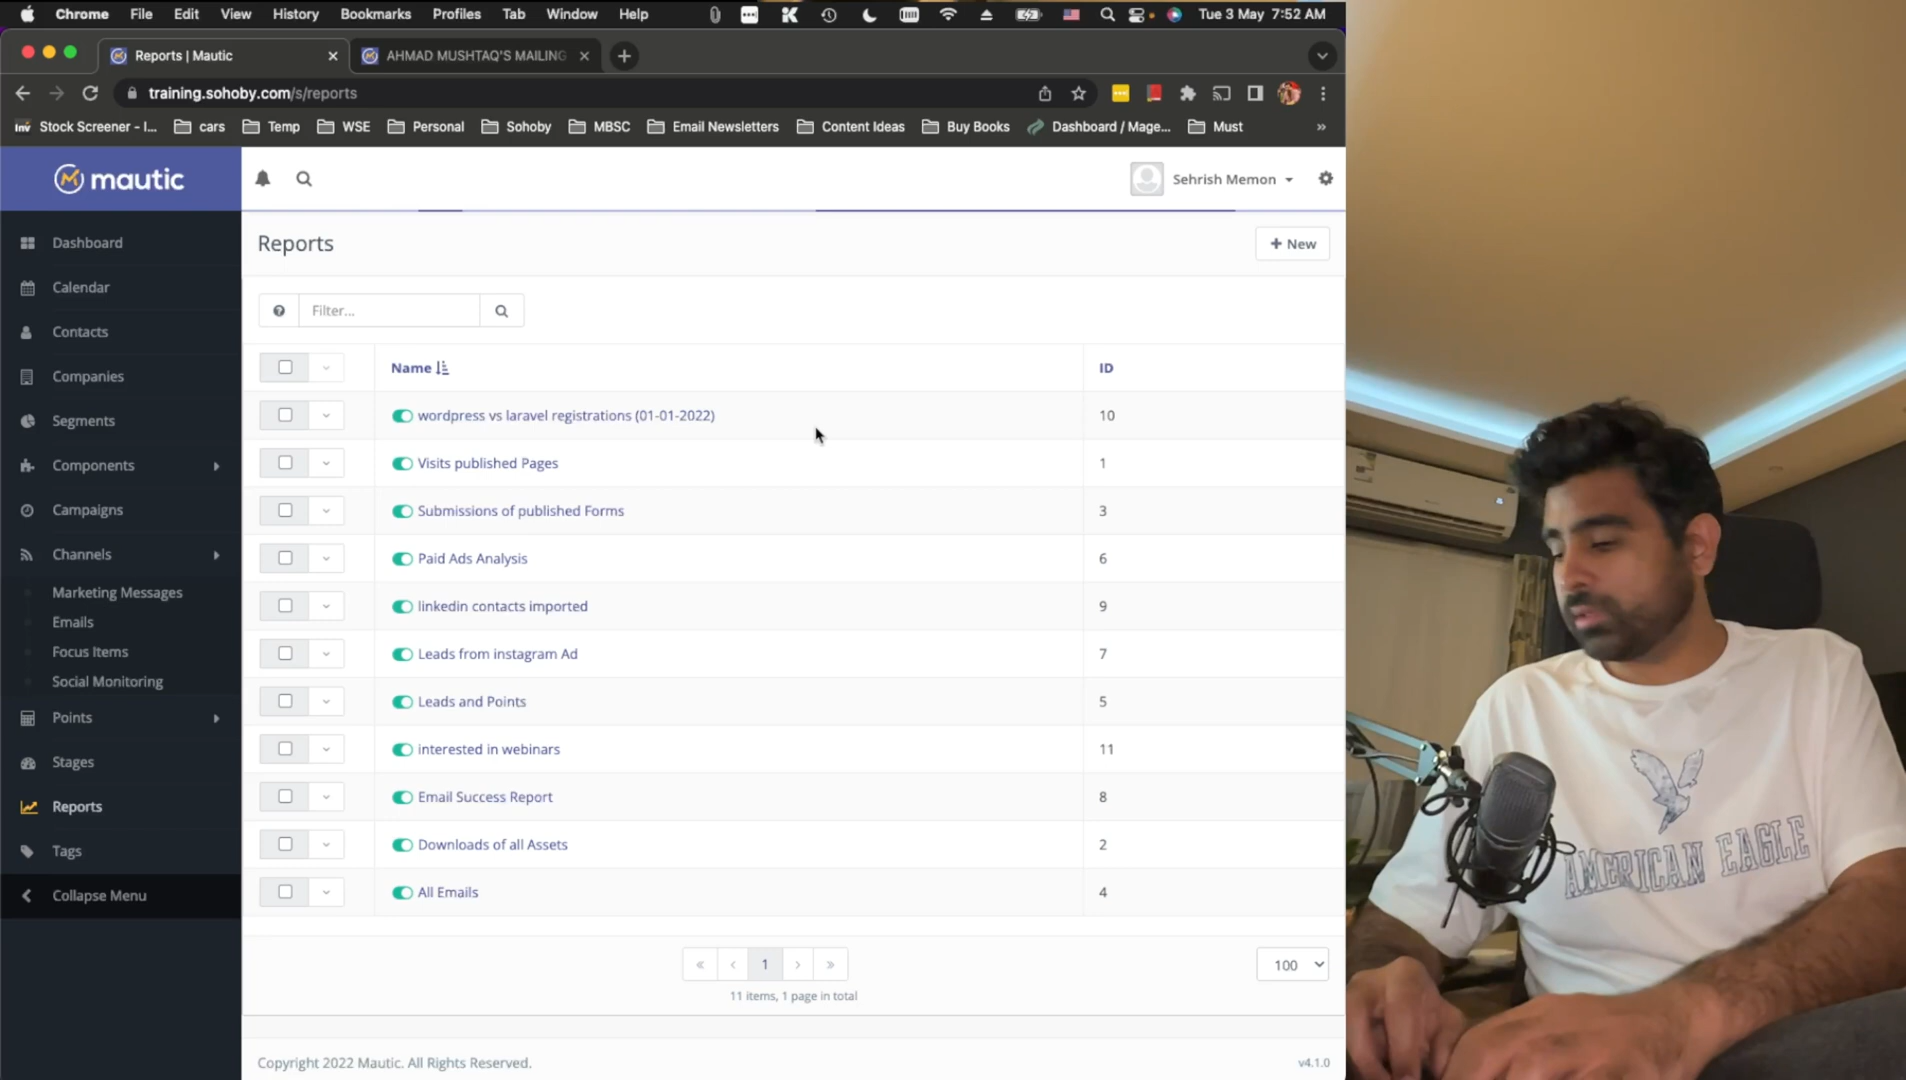 Chrome File Edit View History Bookmarks Profiles Tab Window Help Tue 3 May 7:52 AM
Reports | Mautic AHMAD MUSHTAQ'S MAILING
training.sohoby.com/s/reports
Inv Stock Screener - I... cars Temp WSE Personal Sohoby MBSC Email Newsletters Content Ideas Buy Books Dashboard / Mage... Must »
mautic
Sehrish Memon
Dashboard
Calendar
Contacts
Companies
Segments
Components
Campaigns
Channels
Marketing Messages
Emails
Focus Items
Social Monitoring
Points
Stages
Reports
Tags
Collapse Menu
Reports
+ New
Filter...
Name ID
wordpress vs laravel registrations (01-01-2022) 10
Visits published Pages 1
Submissions of published Forms 3
Paid Ads Analysis 6
linkedin contacts imported 9
Leads from instagram Ad 7
Leads and Points 5
interested in webinars 11
Email Success Report 8
Downloads of all Assets 2
All Emails 4
« ‹ 1 › »
100
11 items, 1 page in total
Copyright 2022 Mautic. All Rights Reserved.
v4.1.0
AMERICAN EAGLE